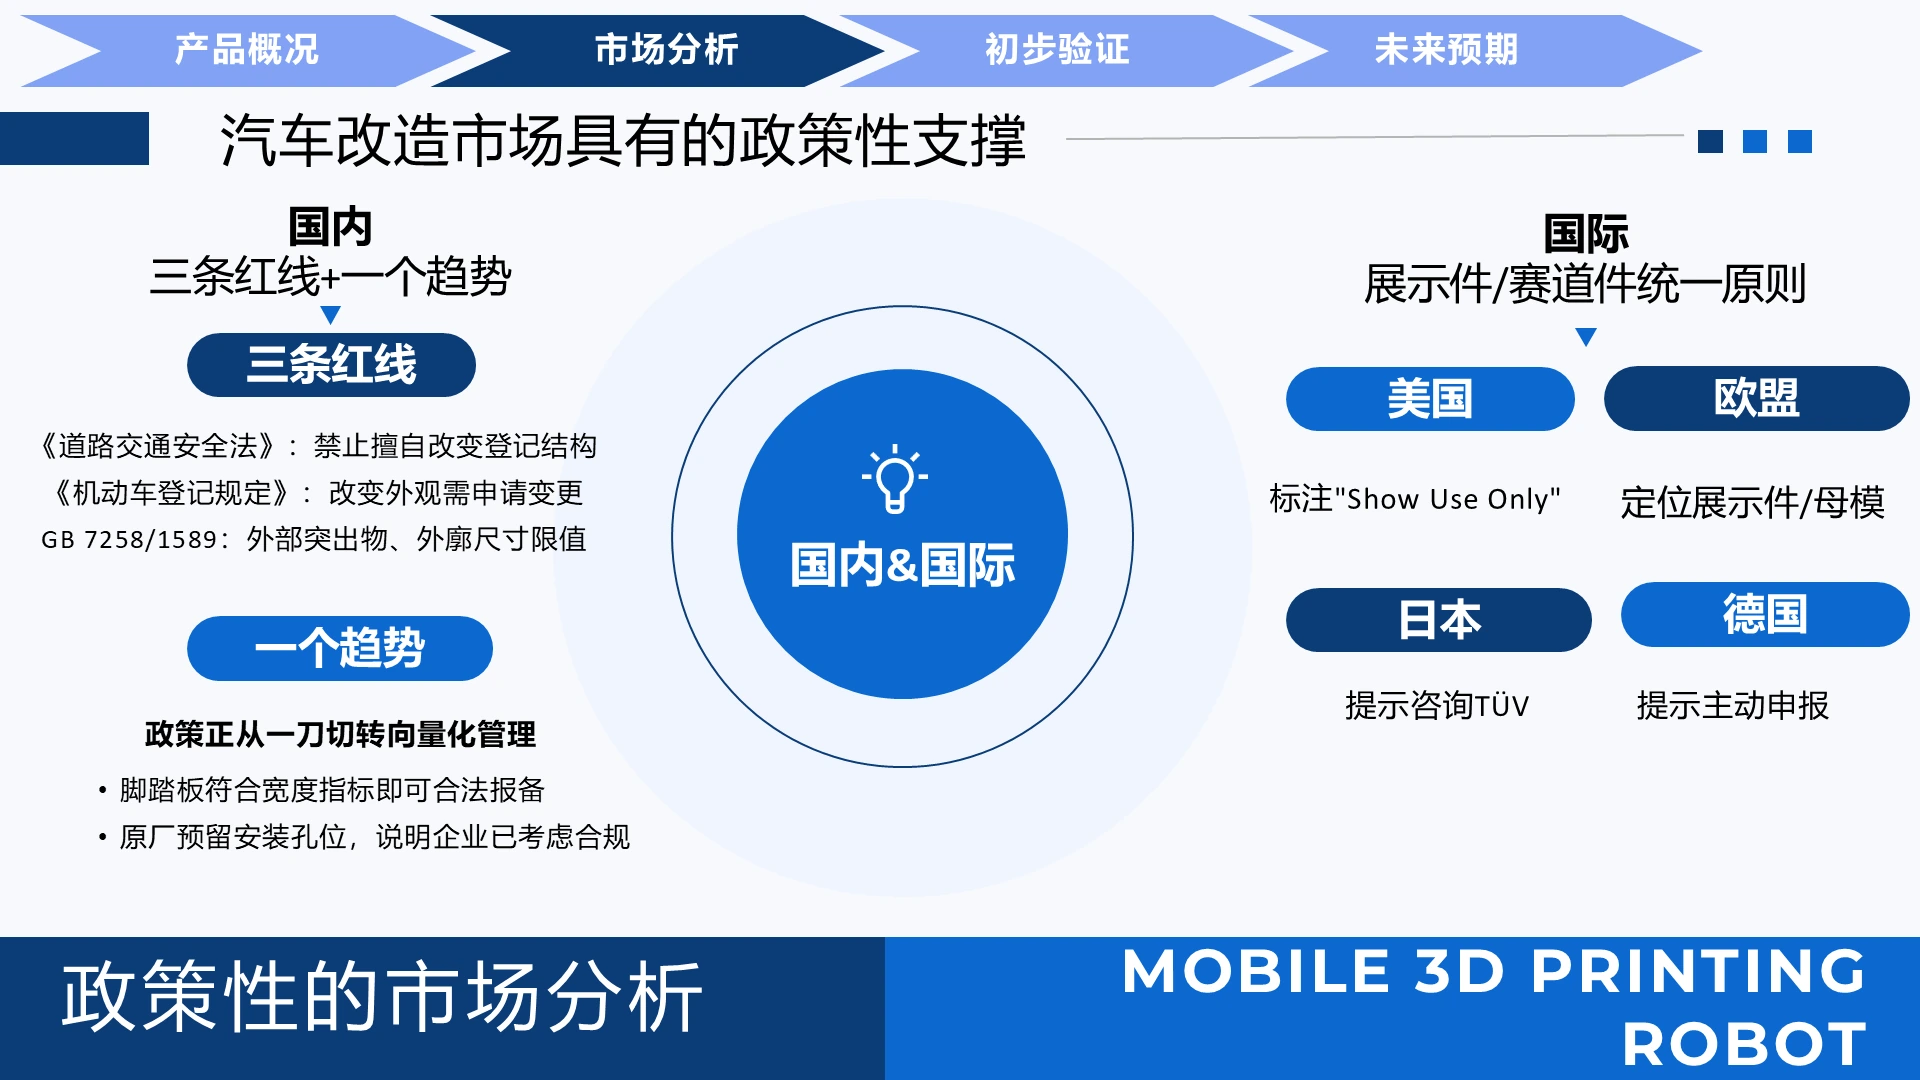 产品概况
市场分析
初步验证
未来预期
汽车改造市场具有的政策性支撑
国内
三条红线+一个趋势
三条红线
《道路交通安全法》：禁止擅自改变登记结构
《机动车登记规定》：改变外观需申请变更
GB 7258/1589：外部突出物、外廓尺寸限值
一个趋势
政策正从一刀切转向量化管理
• 脚踏板符合宽度指标即可合法报备
• 原厂预留安装孔位，说明企业已考虑合规
国内&国际
国际
展示件/赛道件统一原则
美国
欧盟
标注"Show Use Only"
定位展示件/母模
日本
德国
提示咨询TÜV
提示主动申报
政策性的市场分析
MOBILE 3D PRINTING
ROBOT